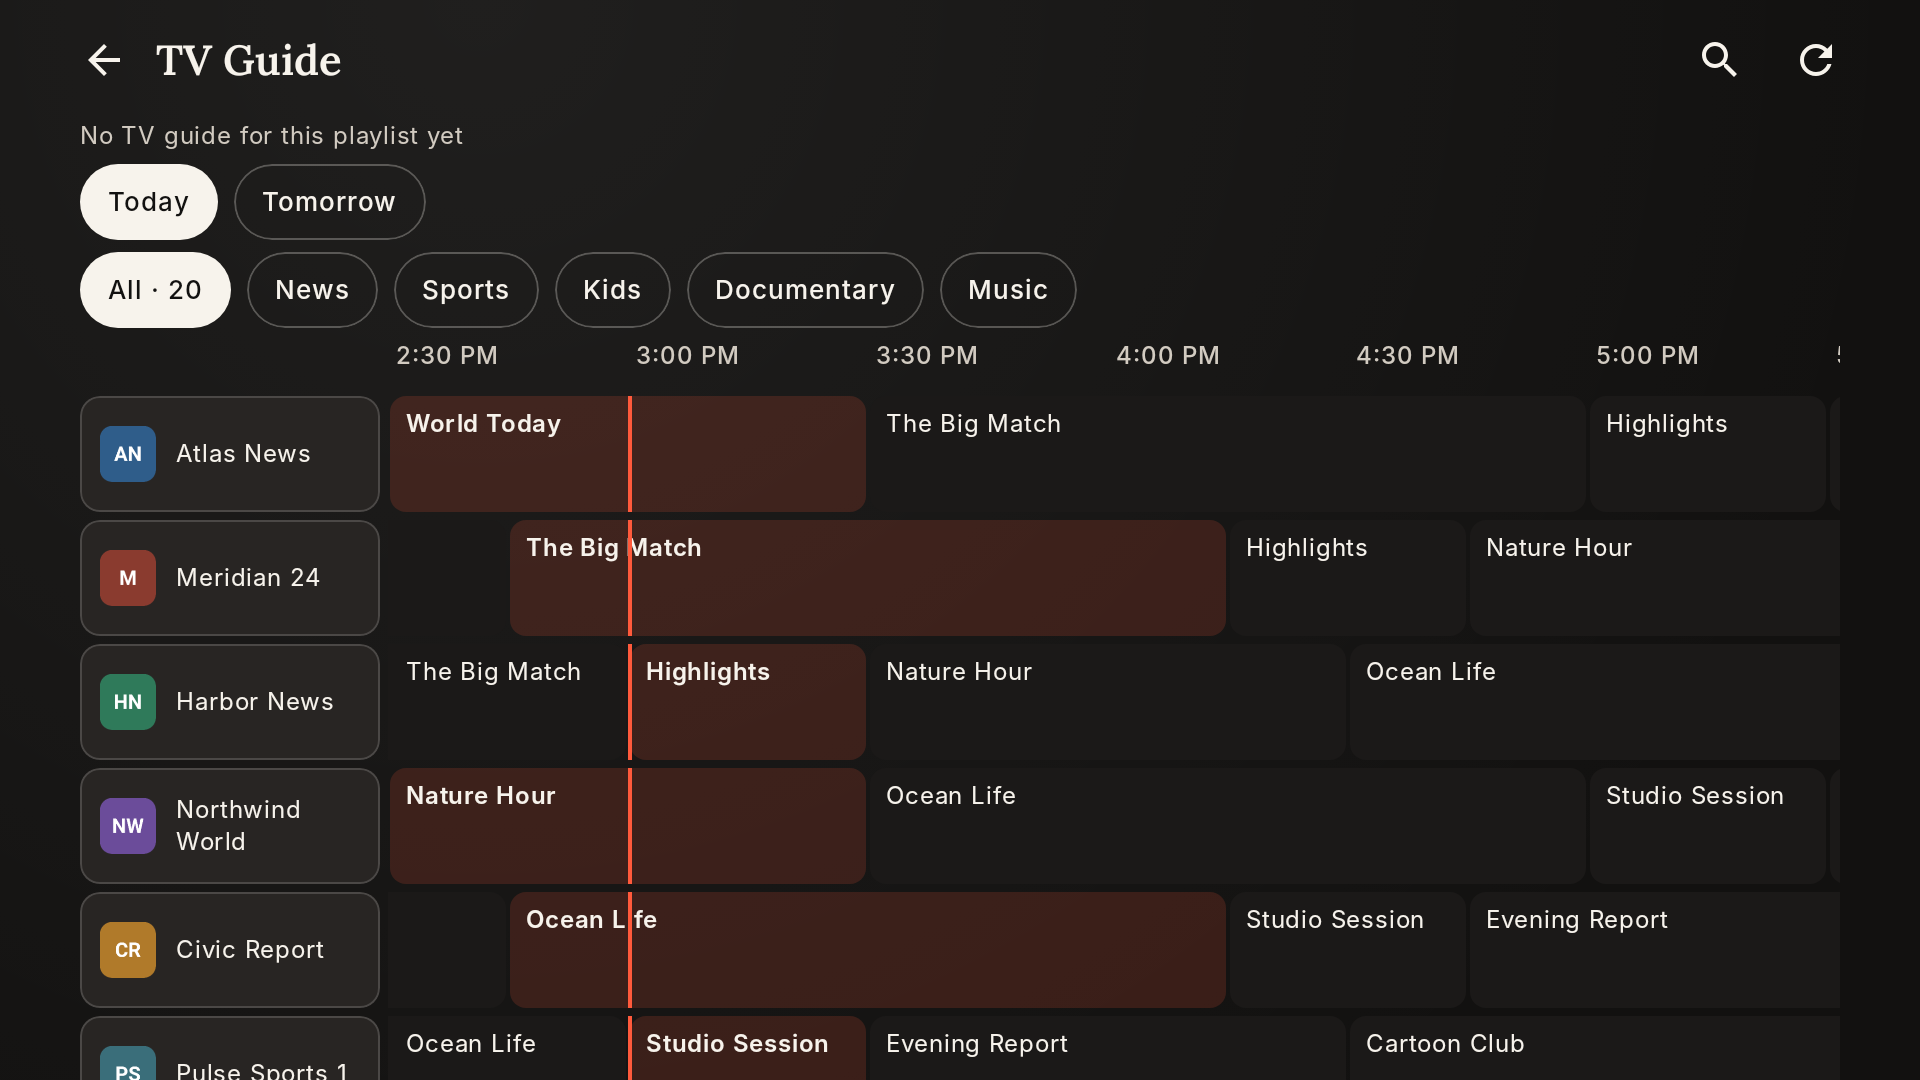 TV Guide
No TV guide for this playlist yet
Today Tomorrow
All · 20 News Sports Kids Documentary Music
2:30 PM 3:00 PM 3:30 PM 4:00 PM 4:30 PM 5:00 PM
AN Atlas News World Today The Big Match Highlights
M Meridian 24 The Big Match Highlights Nature Hour
HN Harbor News The Big Match Highlights Nature Hour Ocean Life
NW Northwind World Nature Hour Ocean Life Studio Session
CR Civic Report Ocean Life Studio Session Evening Report
PS Pulse Sports 1 Ocean Life Studio Session Evening Report Cartoon Club